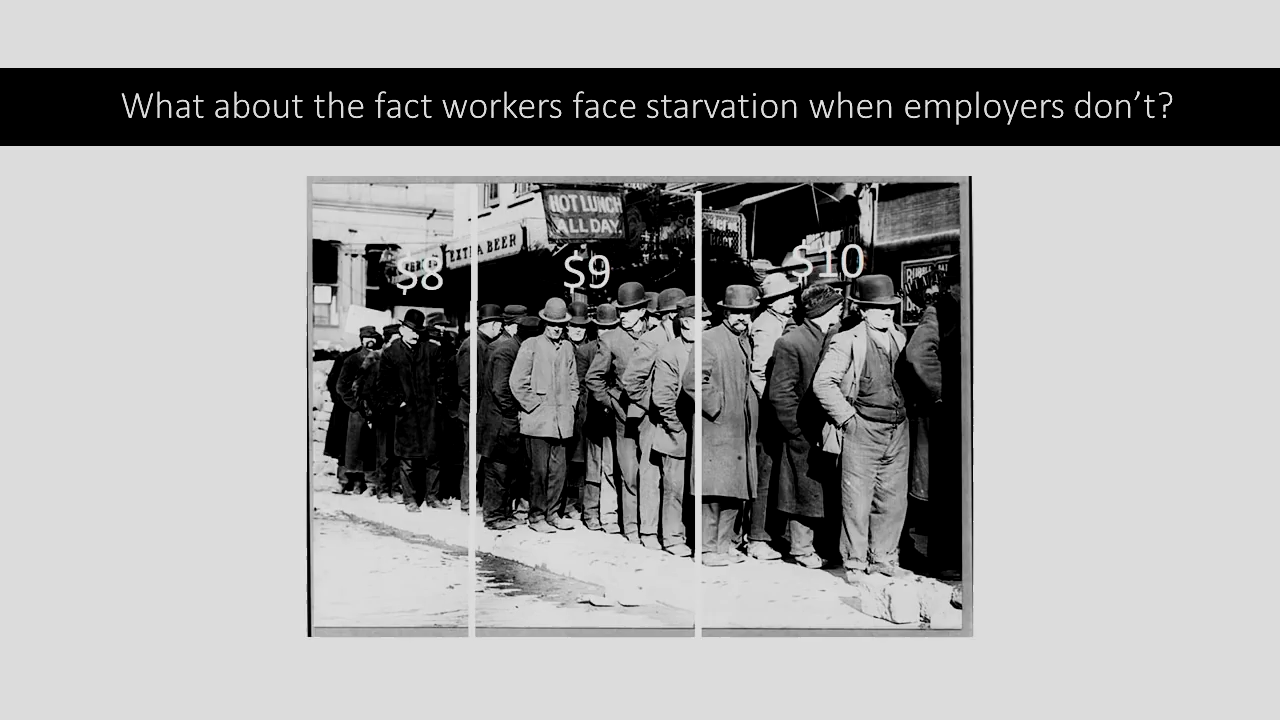 What about the fact workers face starvation when employers don’t?
HOT LUNCH
ALL DAY.
EXTRA BEER
$8
$9
$10